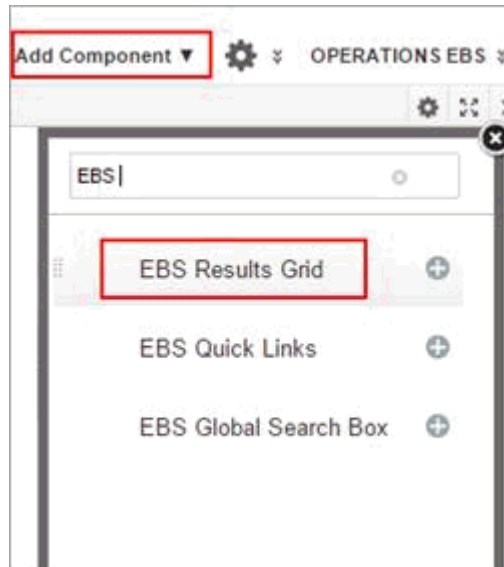 Add Component ▼ OPERATIONS EBS
EBS
EBS Results Grid
EBS Quick Links
EBS Global Search Box